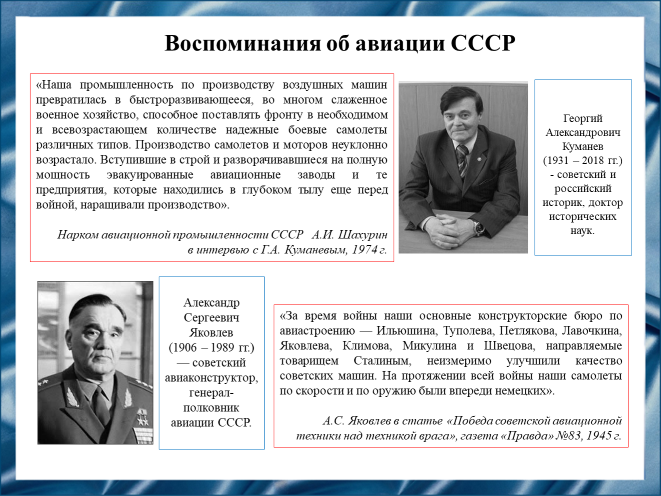 Воспоминания об авиации СССР
«Наша промышленность по производству воздушных машин
превратилась в быстроразвивающееся, во многом слаженное
военное хозяйство, способное поставлять фронту в необходимом
и всевозрастающем количестве надежные боевые самолеты
различных типов. Производство самолетов и моторов неуклонно
возрастало. Вступившие в строй и разворачивавшиеся на полную
мощность эвакуированные авиационные заводы и те
предприятия, которые находились в глубоком тылу еще перед
войной, наращивали производство».
Нарком авиационной промышленности СССР А.И. Шахурин
в интервью с Г.А. Куманевым, 1974 г.
Георгий
Александрович
Куманев
(1931 – 2018 гг.)
- советский и
российский
историк, доктор
исторических
наук.
Александр
Сергеевич
Яковлев
(1906 – 1989 гг.)
— советский
авиаконструктор,
генерал-
полковник
авиации СССР.
«За время войны наши основные конструкторские бюро по
авиастроению — Ильюшина, Туполева, Петлякова, Лавочкина,
Яковлева, Климова, Микулина и Швецова, направляемые
товарищем Сталиным, неизмеримо улучшили качество
советских машин. На протяжении всей войны наши самолеты
по скорости и по оружию были впереди немецких».
А.С. Яковлев в статье «Победа советской авиационной
техники над техникой врага», газета «Правда» №83, 1945 г.